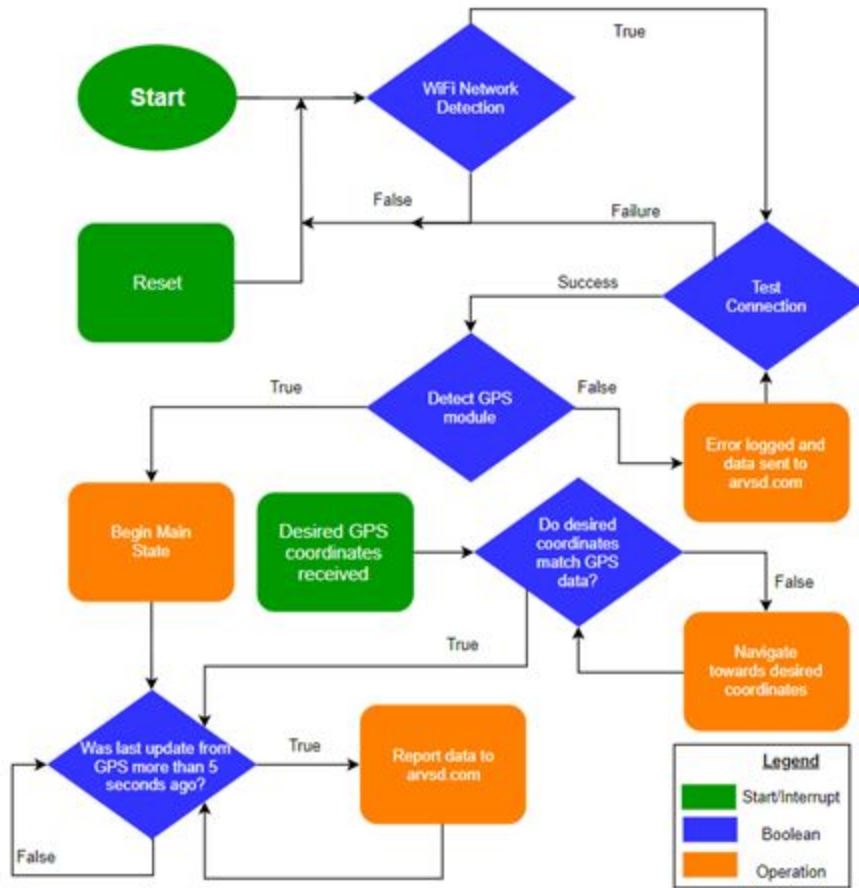 True
Start
WiFi Network
Detection
False
Failure
Reset
Test
Connection
Success
True
Detect GPS
module
False
Error logged and
data sent to
arvsd.com
Begin Main
State
Desired GPS
coordinates
received
Do desired
coordinates
match GPS
data?
False
True
Navigate
towards desired
coordinates
Was last update from
GPS more than 5
seconds ago?
True
Report data to
arvsd.com
False
Legend
Start/Interrupt
Boolean
Operation